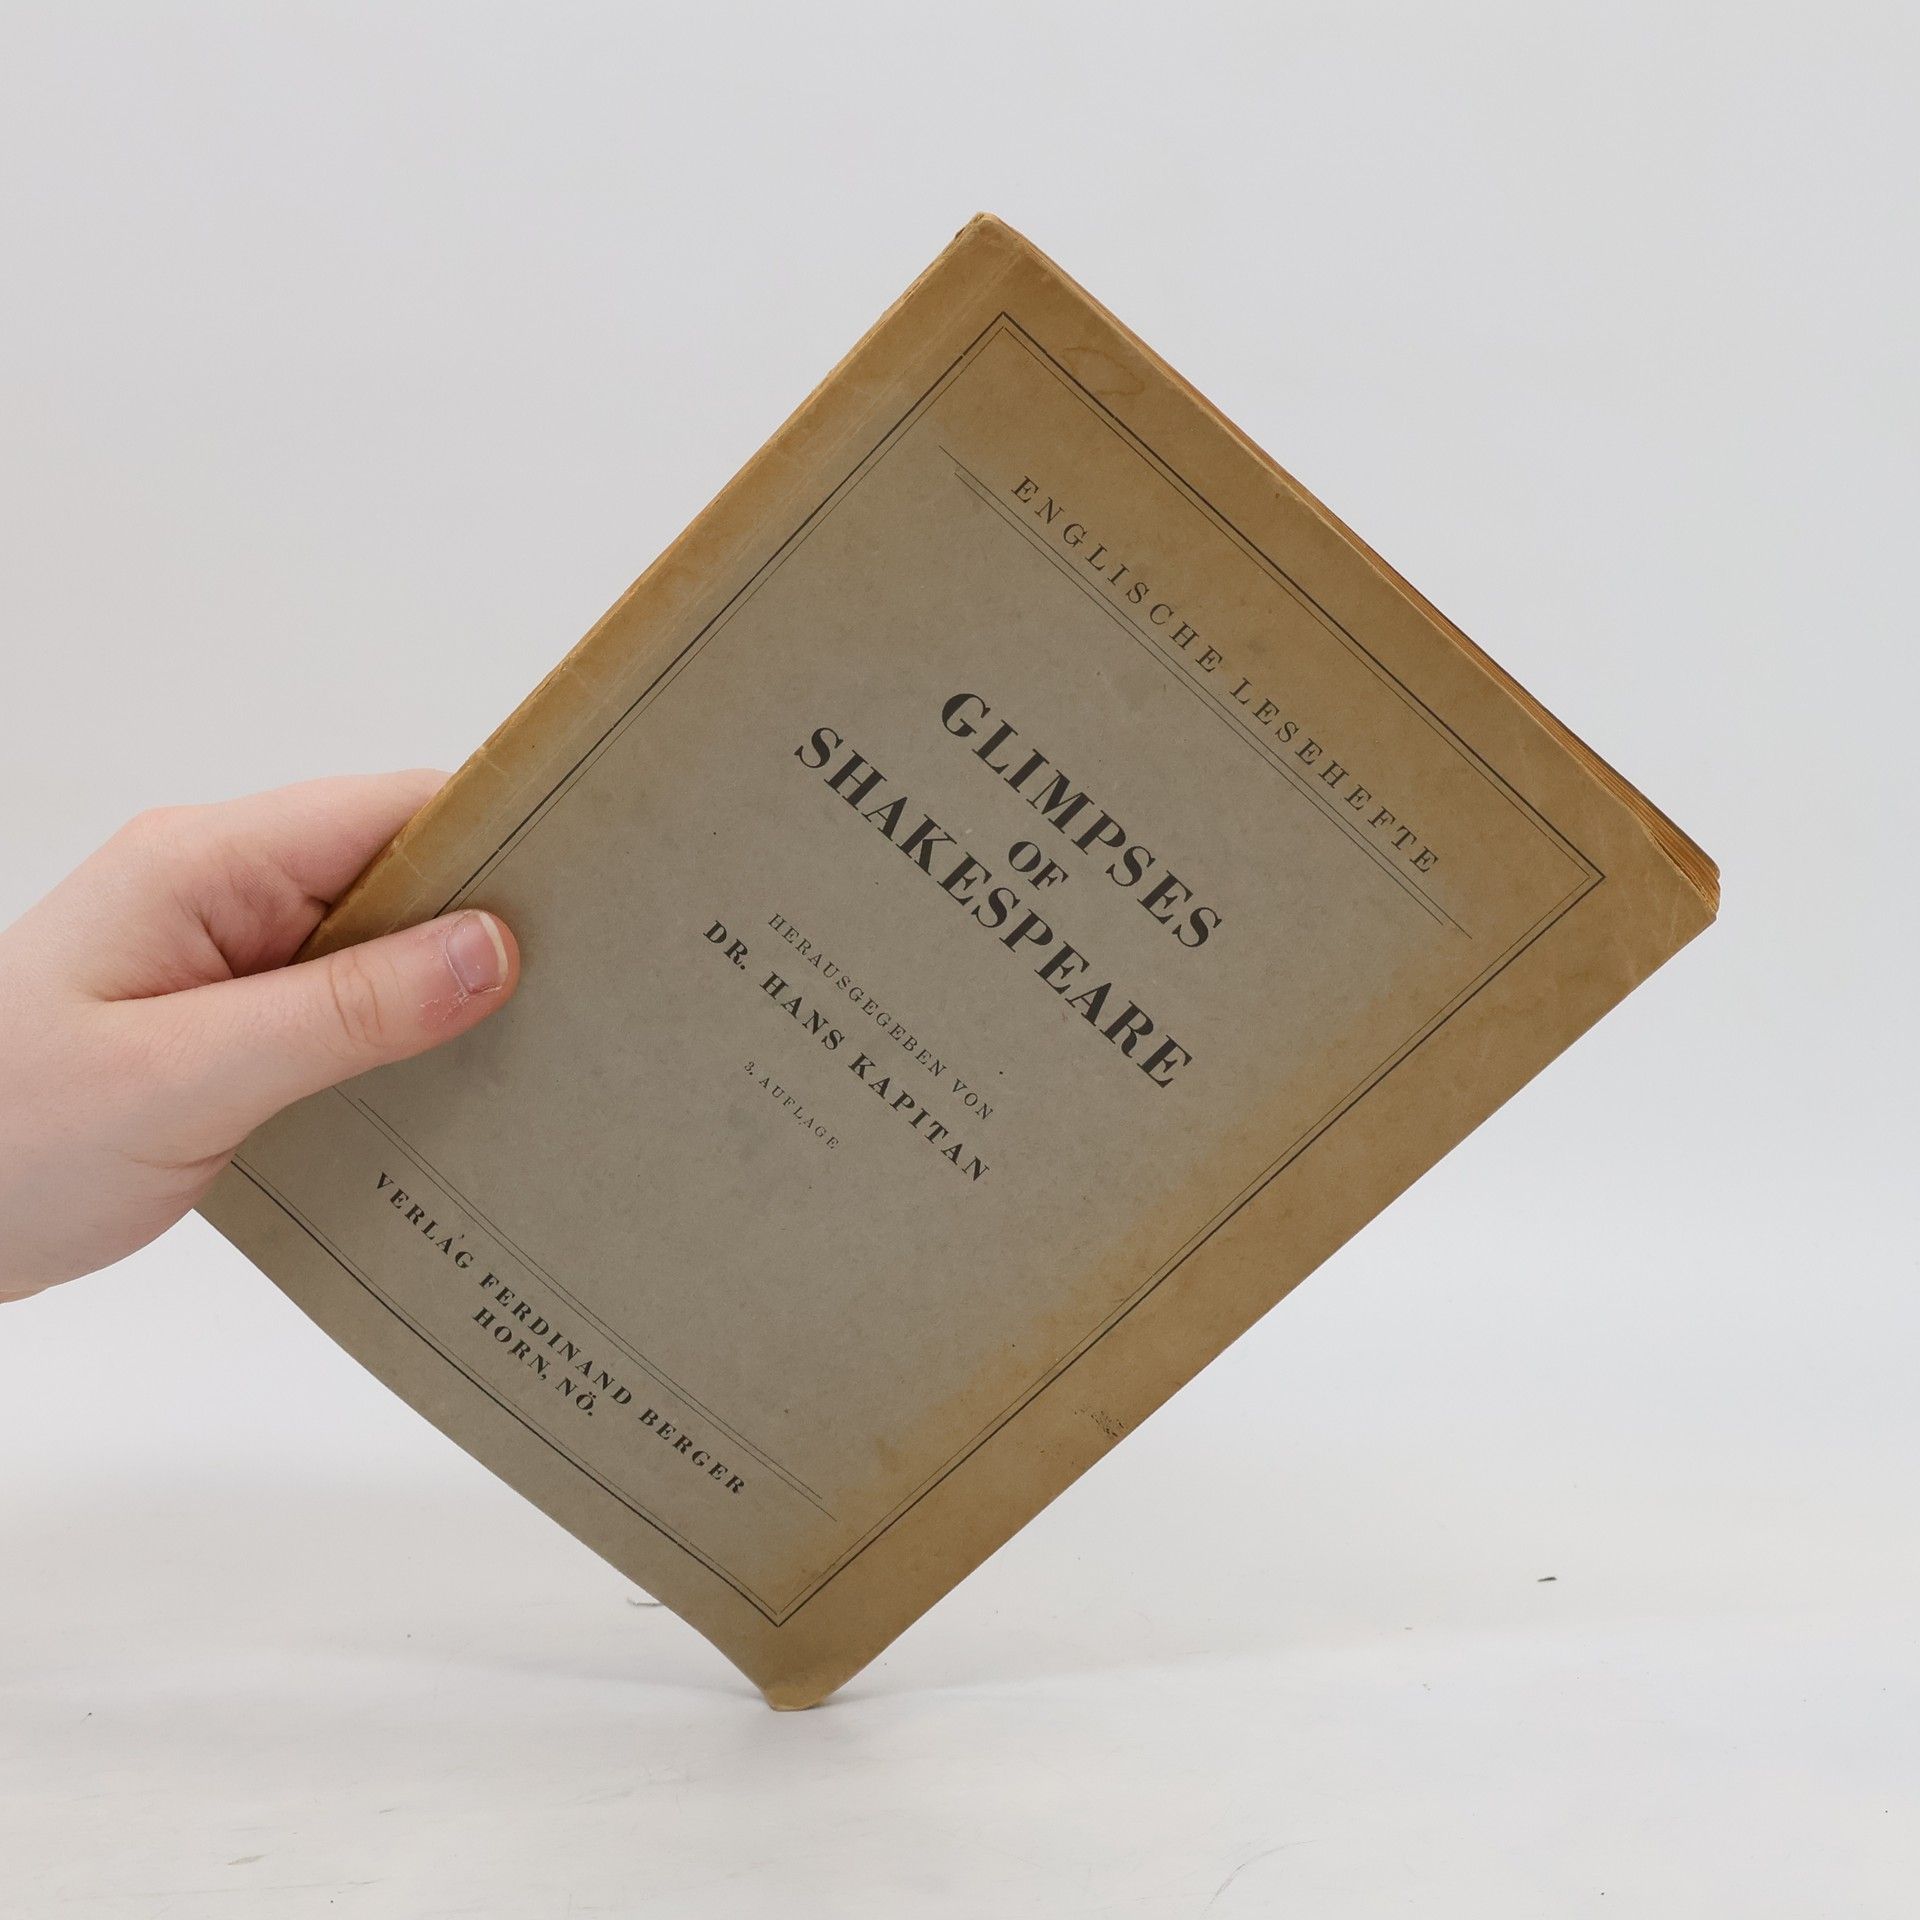 ENGLISCHE LESEHEFTE
GLIMPSES
OF
SHAKESPEARE
HERAUSGEGEBEN VON
DR. HANS KAPITAN
3. AUFLAGE
VERLAG FERDINAND BERGER
HORN, NÖ.